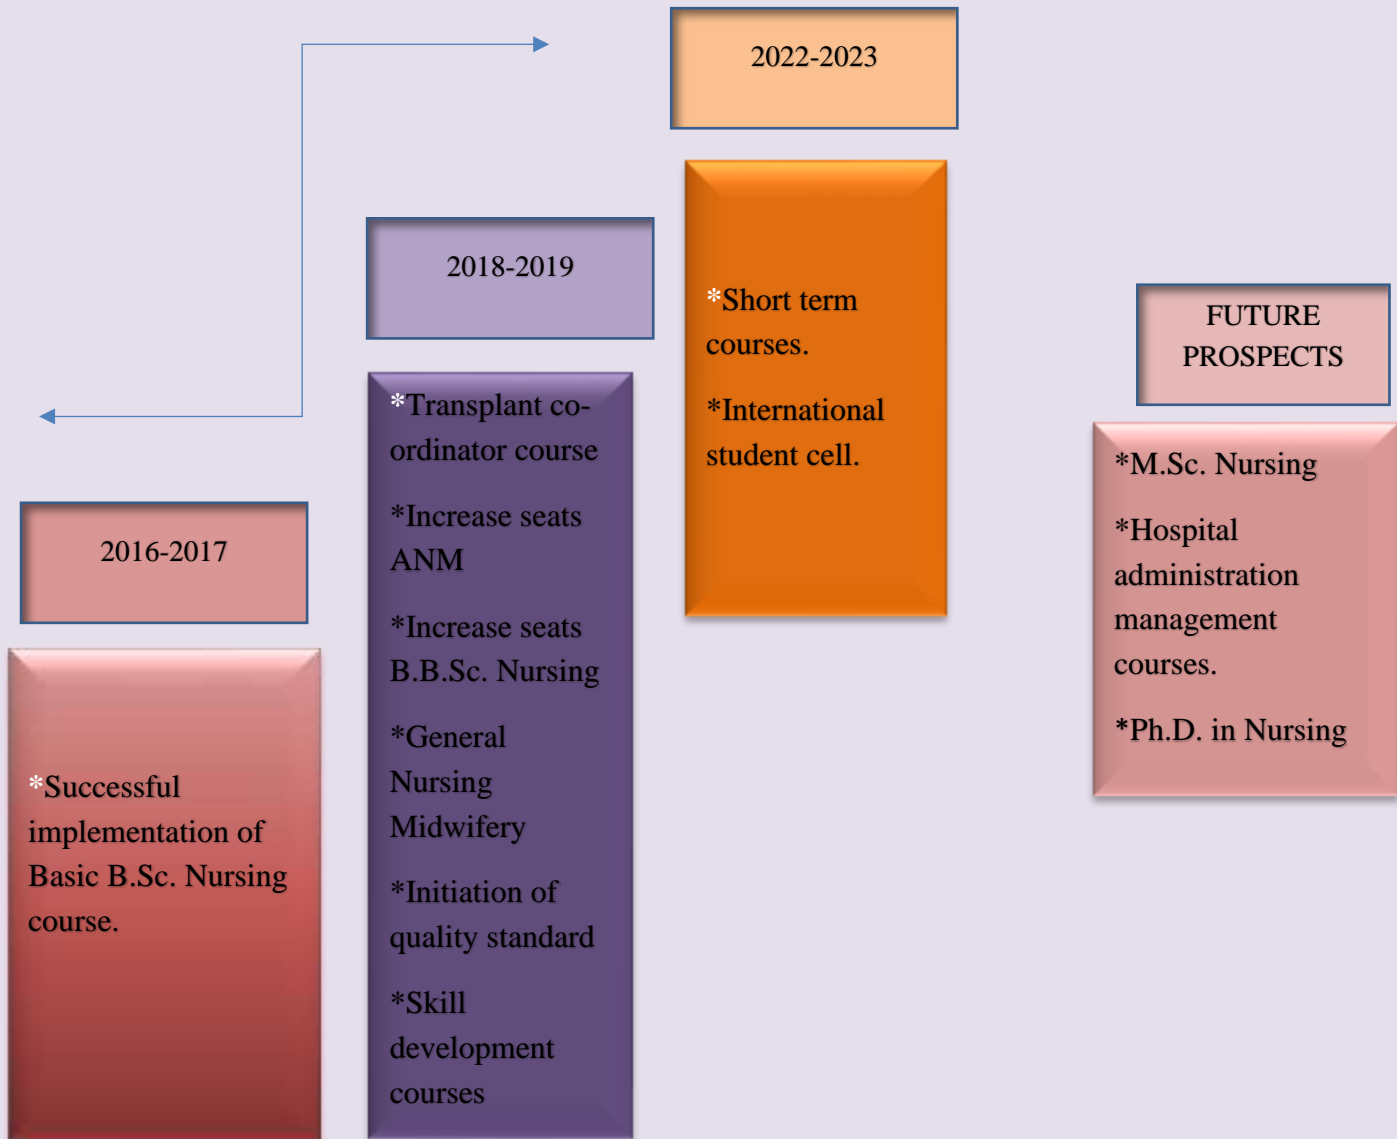 2016-2017
*Successful
implementation of
Basic B.Sc. Nursing
course.
2018-2019
*Transplant co-
ordinator course
*Increase seats
ANM
*Increase seats
B.B.Sc. Nursing
*General
Nursing
Midwifery
*Initiation of
quality standard
*Skill
development
courses
2022-2023
*Short term
courses.
*International
student cell.
FUTURE
PROSPECTS
*M.Sc. Nursing
*Hospital
administration
management
courses.
*Ph.D. in Nursing